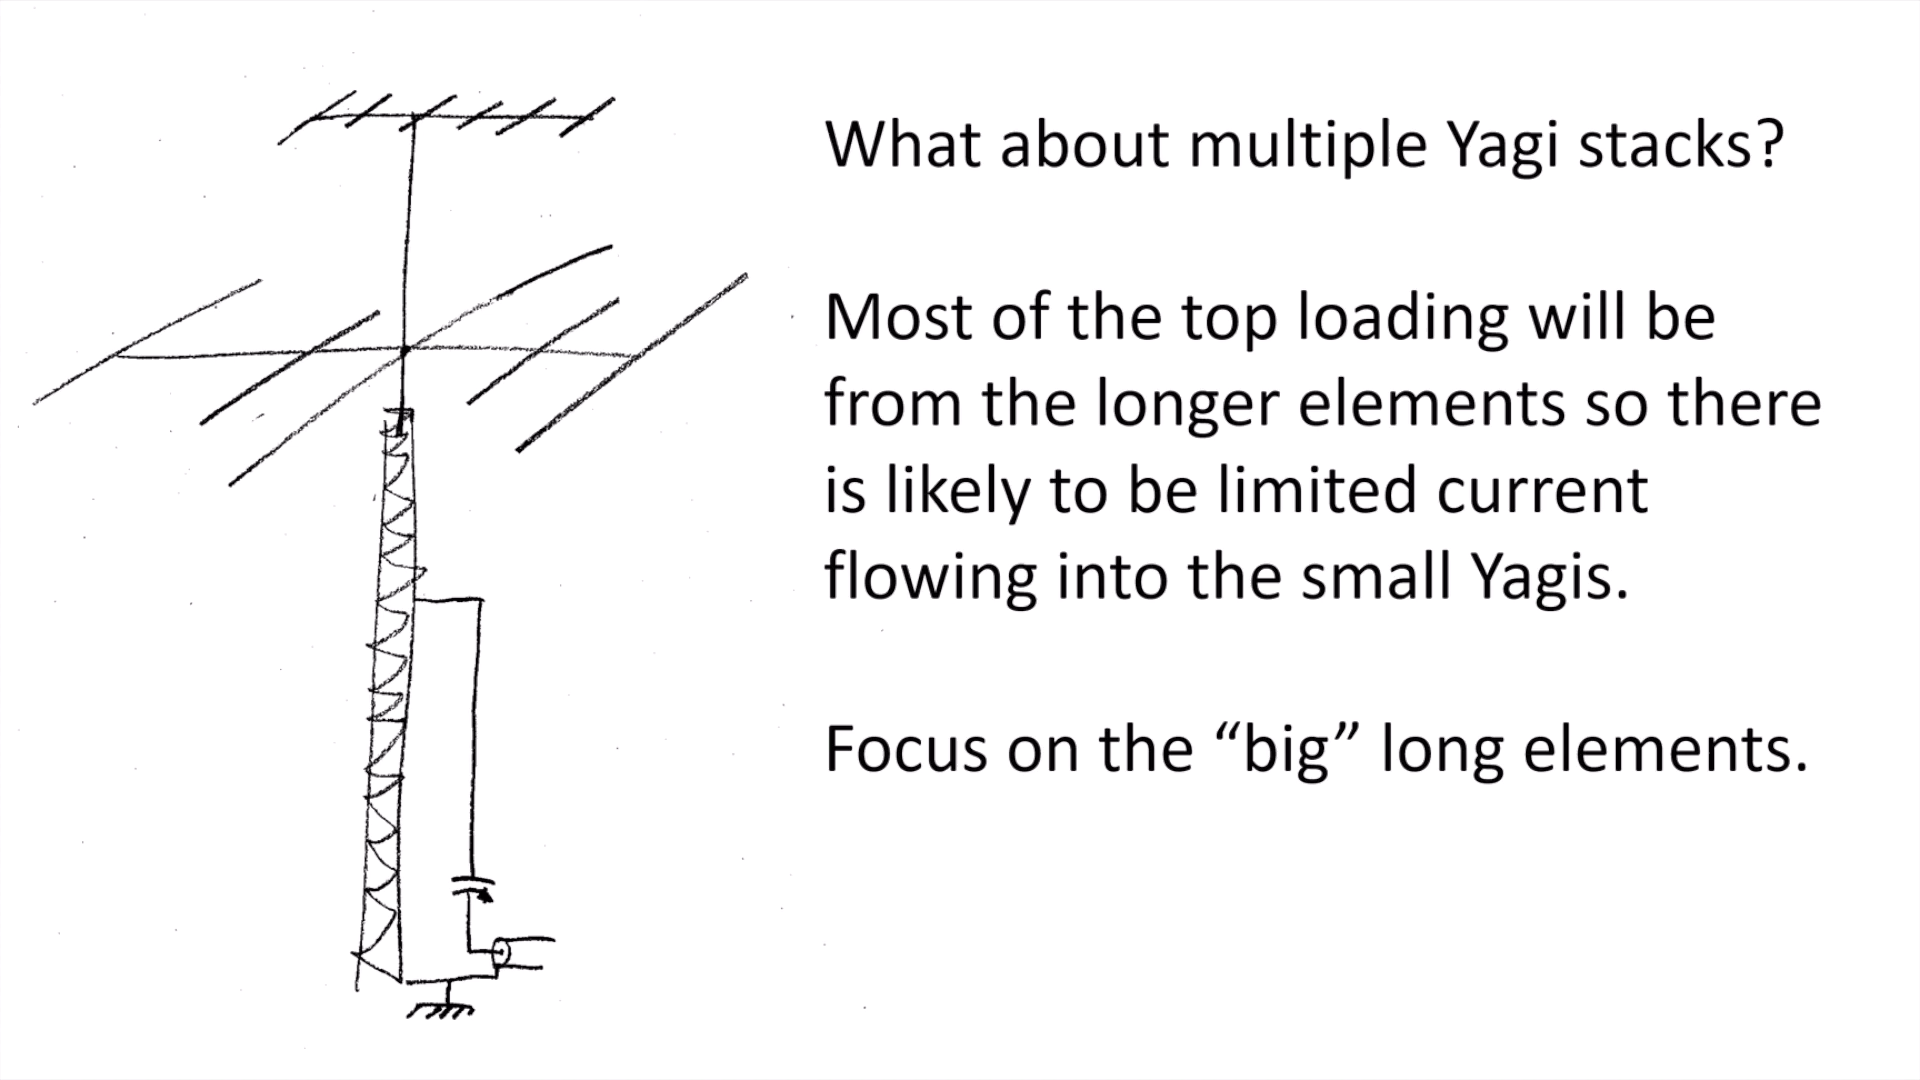 What about multiple Yagi stacks?
Most of the top loading will be
from the longer elements so there
is likely to be limited current
flowing into the small Yagis.
Focus on the “big” long elements.